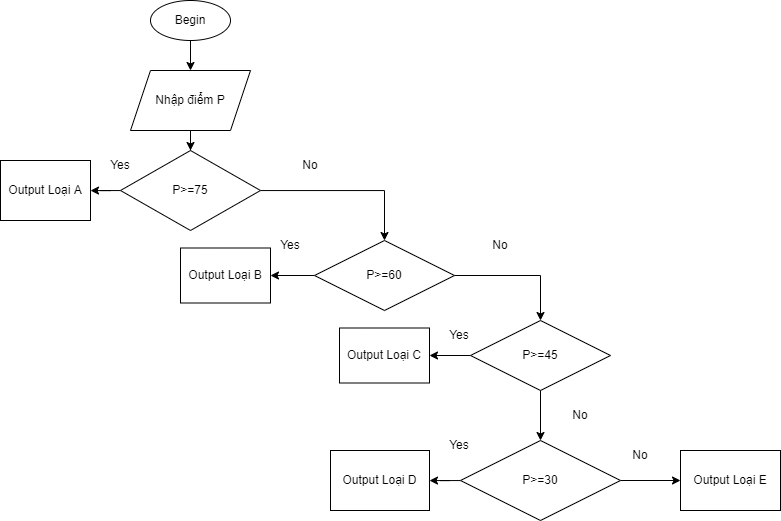 Begin
Nhập điểm P
Yes
No
Output Loại A
P>=75
Yes
No
Output Loại B
P>=60
Yes
Output Loại C
P>=45
No
Yes
No
Output Loại D
P>=30
Output Loại E